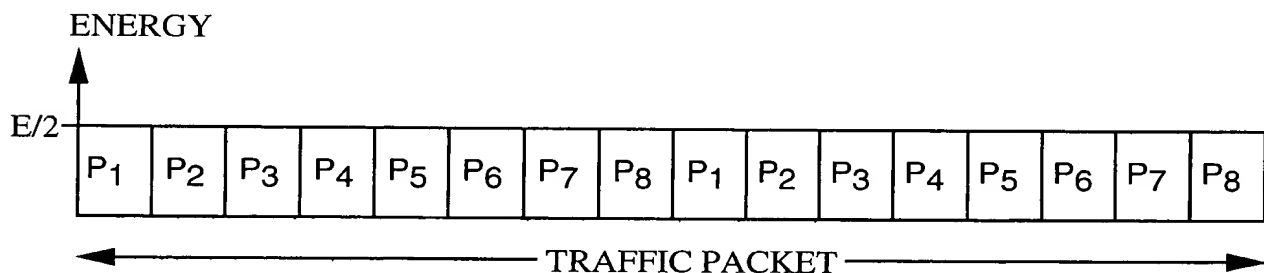 ENERGY
E/2
P1 P2 P3 P4 P5 P6 P7 P8 P1 P2 P3 P4 P5 P6 P7 P8
TRAFFIC PACKET